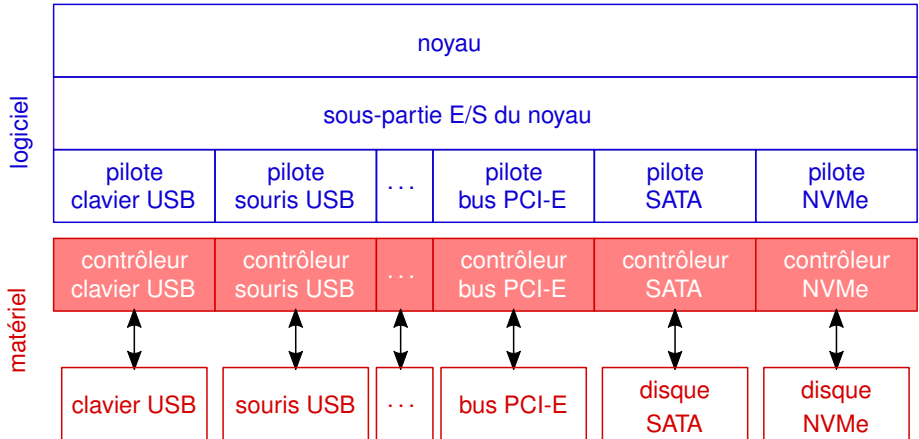 noyau
sous-partie E/S du noyau
logiciel
pilote pilote ... pilote pilote pilote
clavier USB souris USB bus PCI-E SATA NVMe
contrôleur contrôleur ... contrôleur contrôleur contrôleur
clavier USB souris USB bus PCI-E SATA NVMe
matériel
clavier USB souris USB ... bus PCI-E disque disque
SATA NVMe